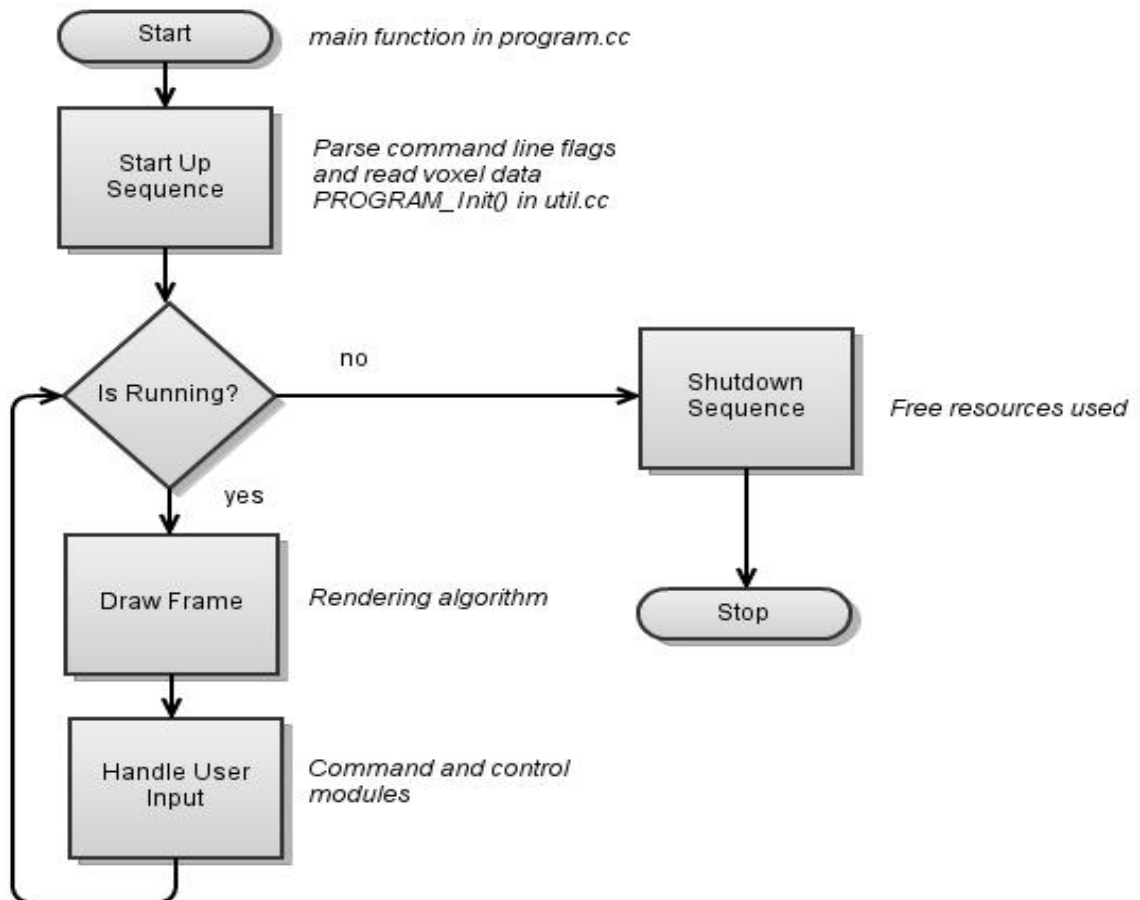 Start
main function in program.cc
Start Up
Sequence
Parse command line flags
and read voxel data
PROGRAM_Init() in util.cc
Is Running?
no
Shutdown
Sequence
Free resources used
yes
Draw Frame
Rendering algorithm
Stop
Handle User
Input
Command and control
modules